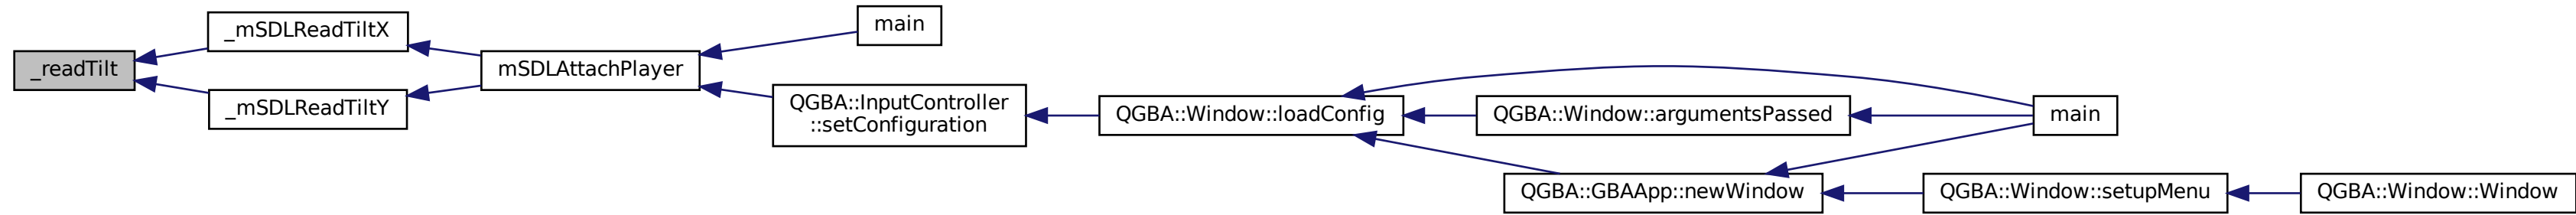 _readTilt
_mSDLReadTiltX
_mSDLReadTiltY
mSDLAttachPlayer
main
QGBA::InputController
::setConfiguration
QGBA::Window::loadConfig
QGBA::Window::argumentsPassed
main
QGBA::GBAApp::newWindow
QGBA::Window::setupMenu
QGBA::Window::Window